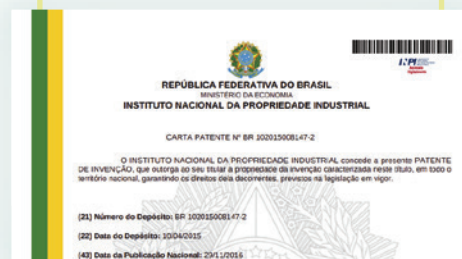 INPI
Assinado
Digitalmente
REPÚBLICA FEDERATIVA DO BRASIL
MINISTÉRIO DA ECONOMIA
INSTITUTO NACIONAL DA PROPRIEDADE INDUSTRIAL
CARTA PATENTE Nº BR 102015008147-2
O INSTITUTO NACIONAL DA PROPRIEDADE INDUSTRIAL concede a presente PATENTE
DE INVENÇÃO, que outorga ao seu titular a propriedade da invenção caracterizada neste título, em todo o
território nacional, garantindo os direitos dela decorrentes, previstos na legislação em vigor.
(21) Número do Depósito: BR 102015008147-2
(22) Data do Depósito: 10/04/2015
(43) Data da Publicação Nacional: 29/11/2016